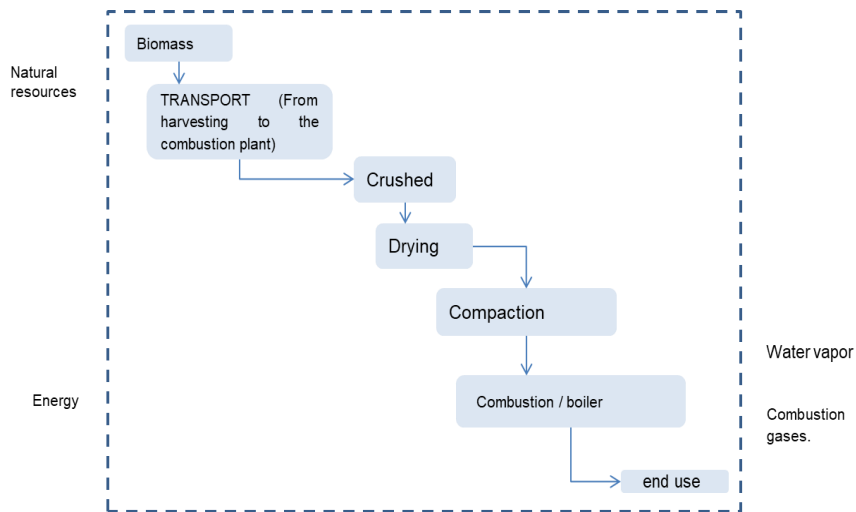 Biomass
Natural
resources
TRANSPORT (From
harvesting to the
combustion plant)
Crushed
Drying
Compaction
Water vapor
Energy
Combustion / boiler
Combustion
gases.
end use